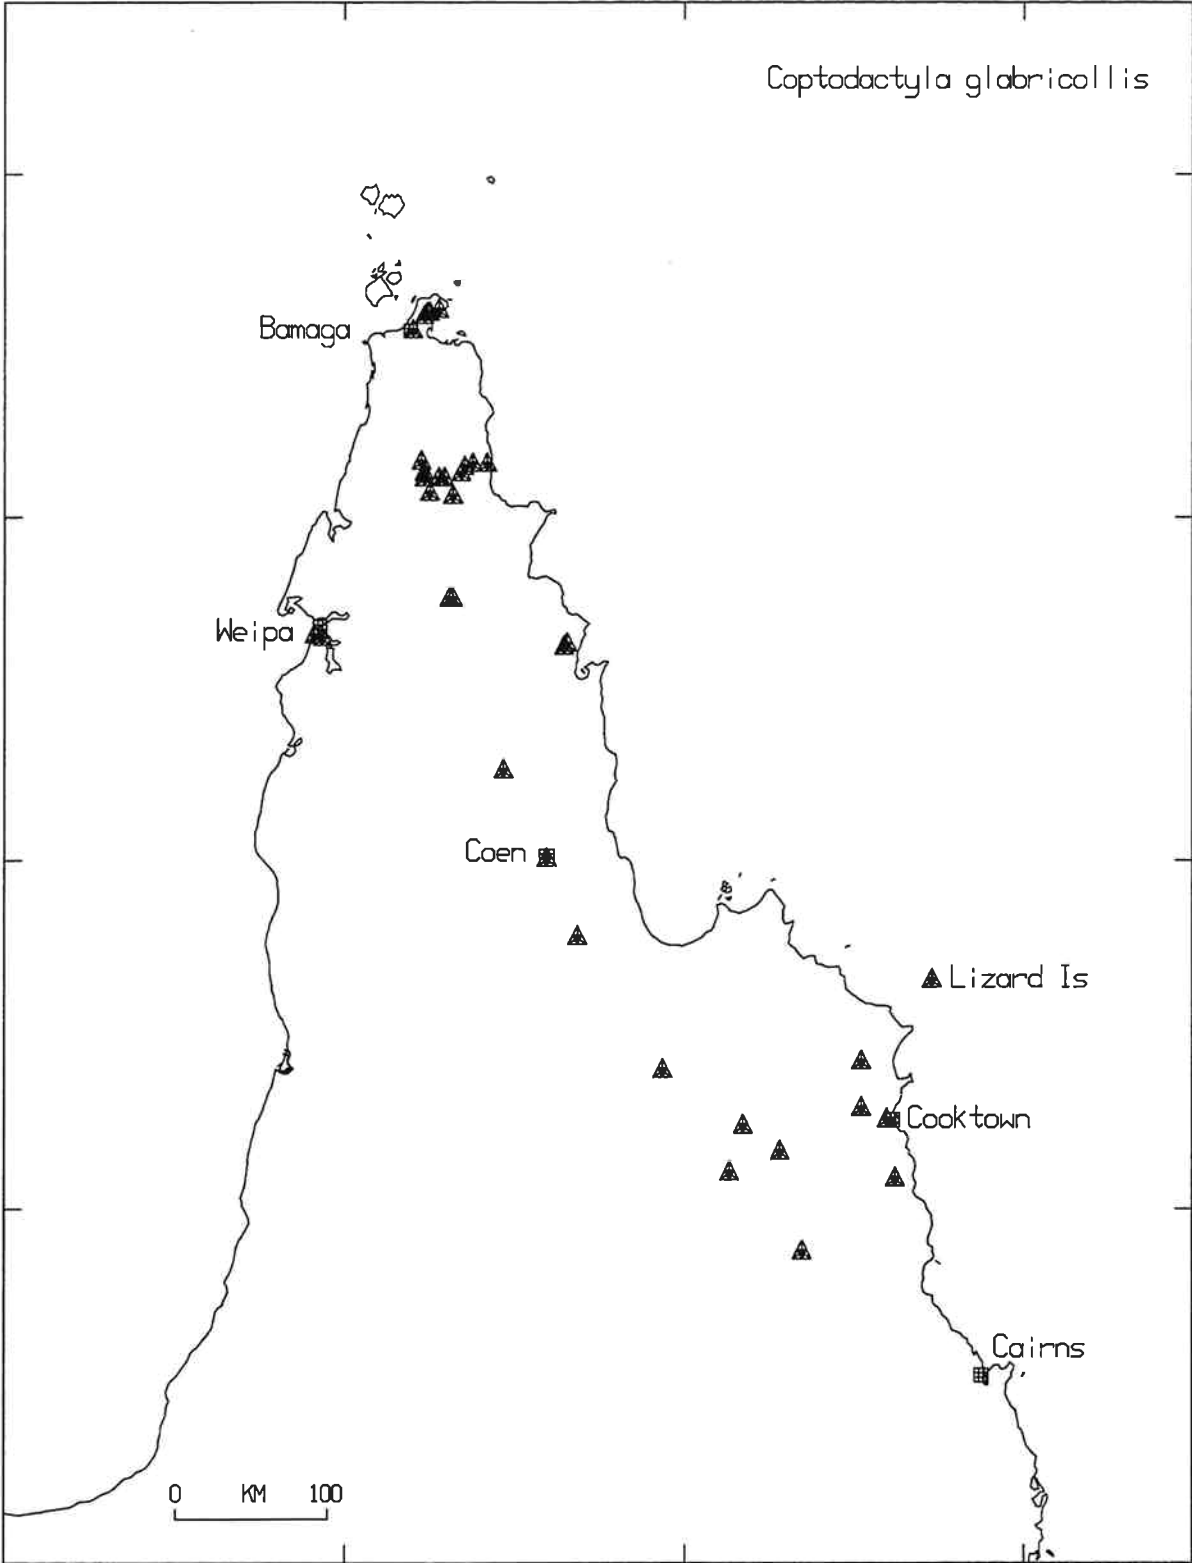 Coptodactyla glabricollis
Bamaga
Weipa
Coen
Lizard Is
Cooktown
Cairns
0 KM 100